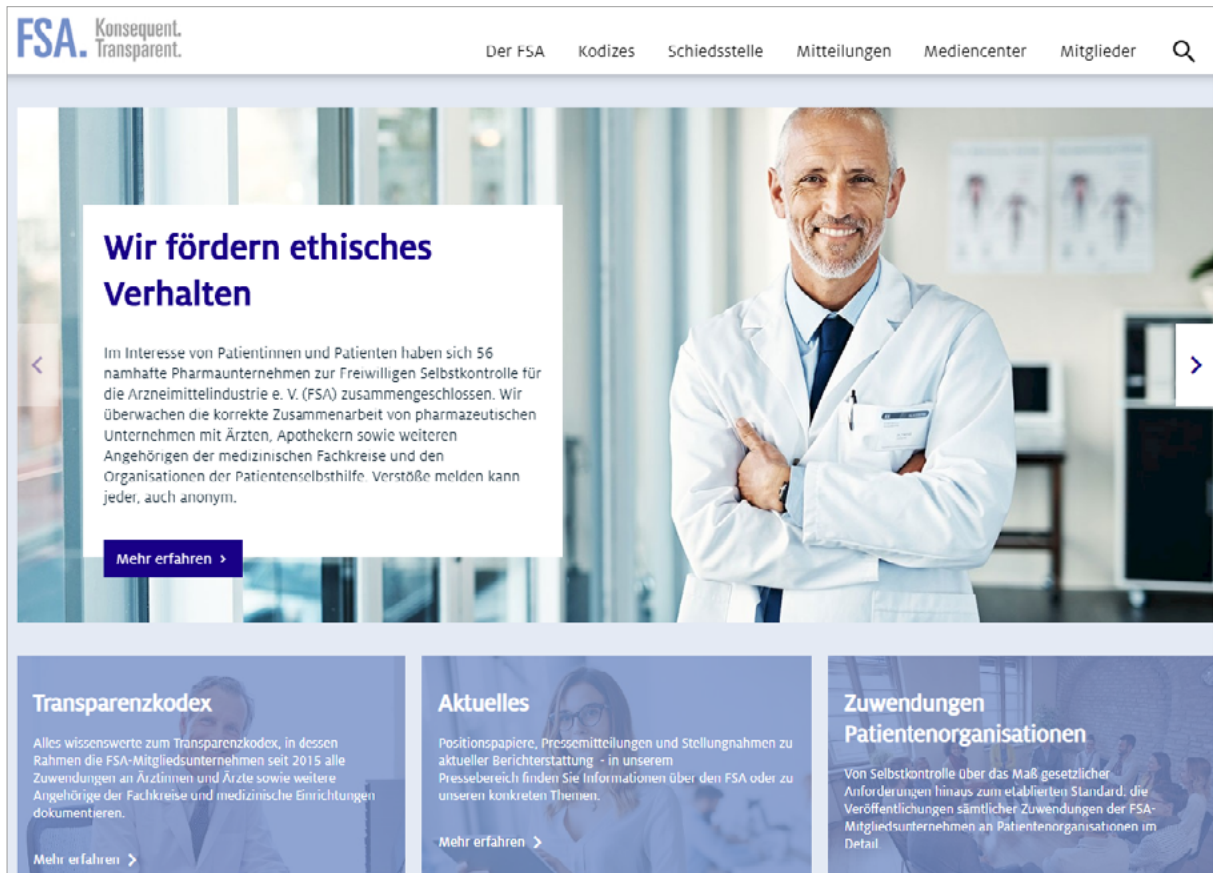 FSA. Konsequent.
Transparent.
Der FSA Kodizes Schiedsstelle Mitteilungen Mediencenter Mitglieder
Wir fördern ethisches
Verhalten
Im Interesse von Patientinnen und Patienten haben sich 56
namhafte Pharmaunternehmen zur Freiwilligen Selbstkontrolle für
die Arzneimittelindustrie e. V. (FSA) zusammengeschlossen. Wir
überwachen die korrekte Zusammenarbeit von pharmazeutischen
Unternehmen mit Ärzten, Apothekern sowie weiteren
Angehörigen der medizinischen Fachkreise und den
Organisationen der Patientenselbsthilfe. Verstöße melden kann
jeder, auch anonym.
Mehr erfahren >
Transparenzkodex
Alles wissenswerte zum Transparenzkodex, in dessen
Rahmen die FSA-Mitgliedsunternehmen seit 2015 alle
Zuwendungen an Ärztinnen und Ärzte sowie weitere
Angehörige der Fachkreise und medizinische Einrichtungen
dokumentieren.
Mehr erfahren >
Aktuelles
Positionspapiere, Pressemitteilungen und Stellungnahmen zu
aktueller Berichterstattung - in unserem
Pressebereich finden Sie Informationen über den FSA oder zu
unseren konkreten Themen.
Mehr erfahren >
Zuwendungen
Patientenorganisationen
Von Selbstkontrolle über das Maß gesetzlicher
Anforderungen hinaus zum etablierten Standard: die
Veröffentlichungen sämtlicher Zuwendungen der FSA-
Mitgliedsunternehmen an Patientenorganisationen im
Detail